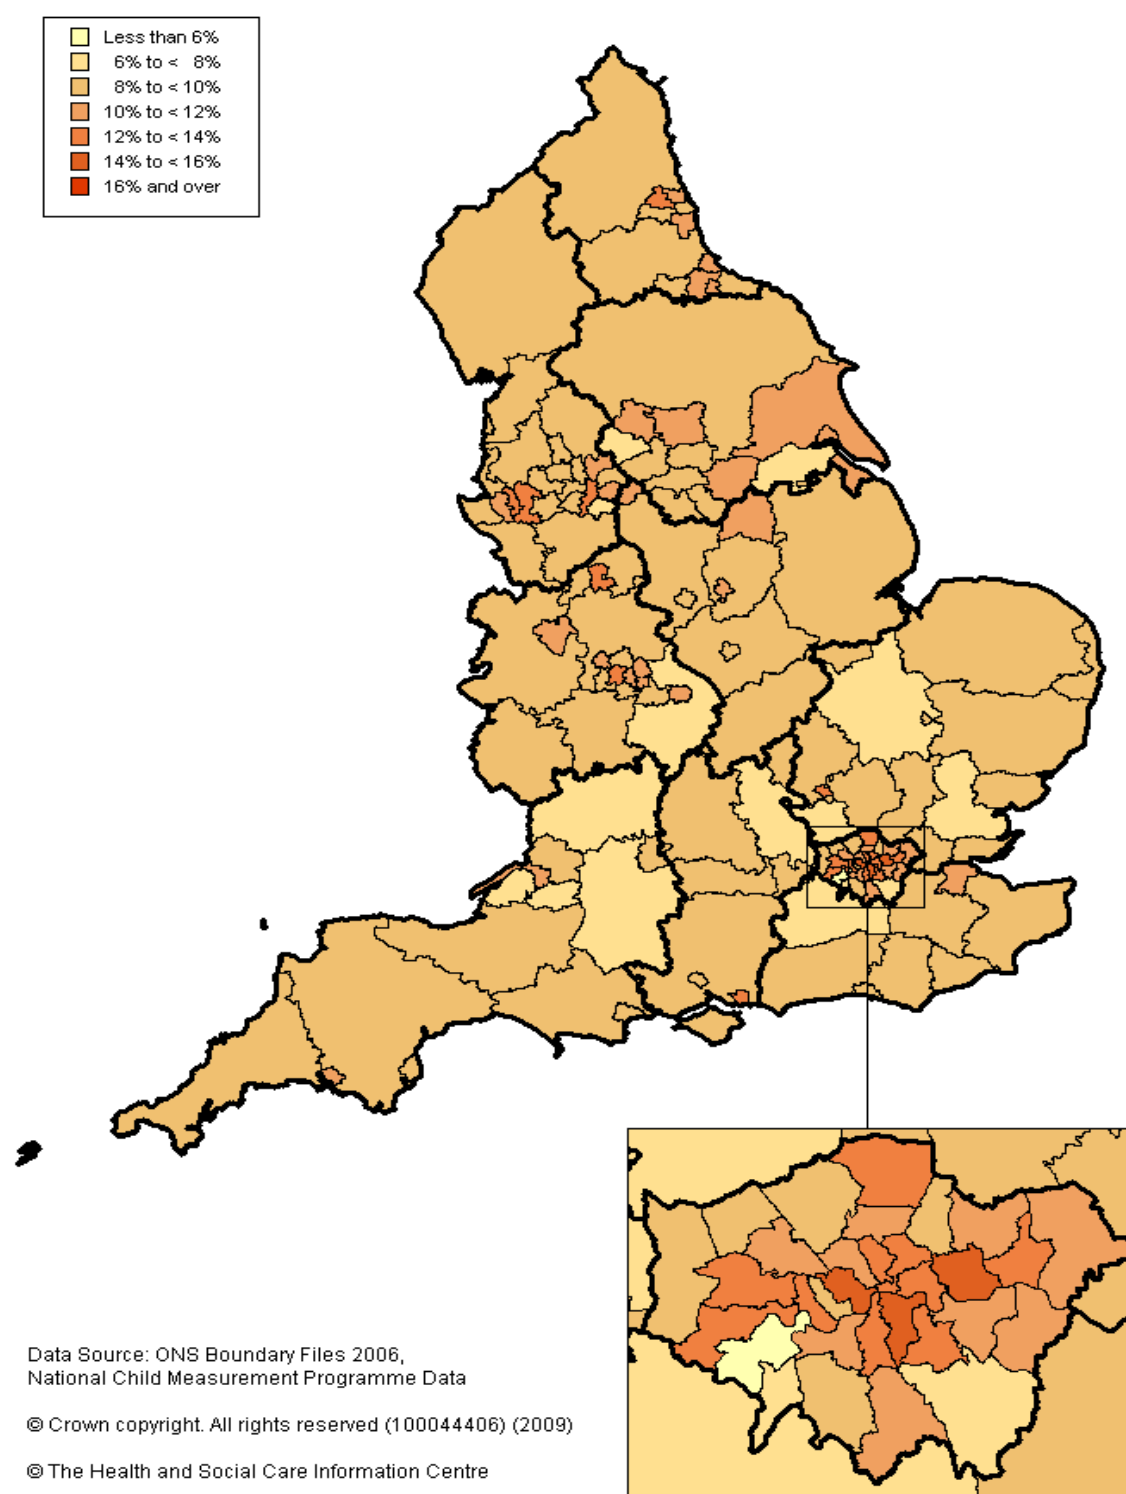 Less than 6%
6% to < 8%
8% to < 10%
10% to < 12%
12% to < 14%
14% to < 16%
16% and over
Data Source: ONS Boundary Files 2006,
National Child Measurement Programme Data
© Crown copyright. All rights reserved (100044406) (2009)
© The Health and Social Care Information Centre